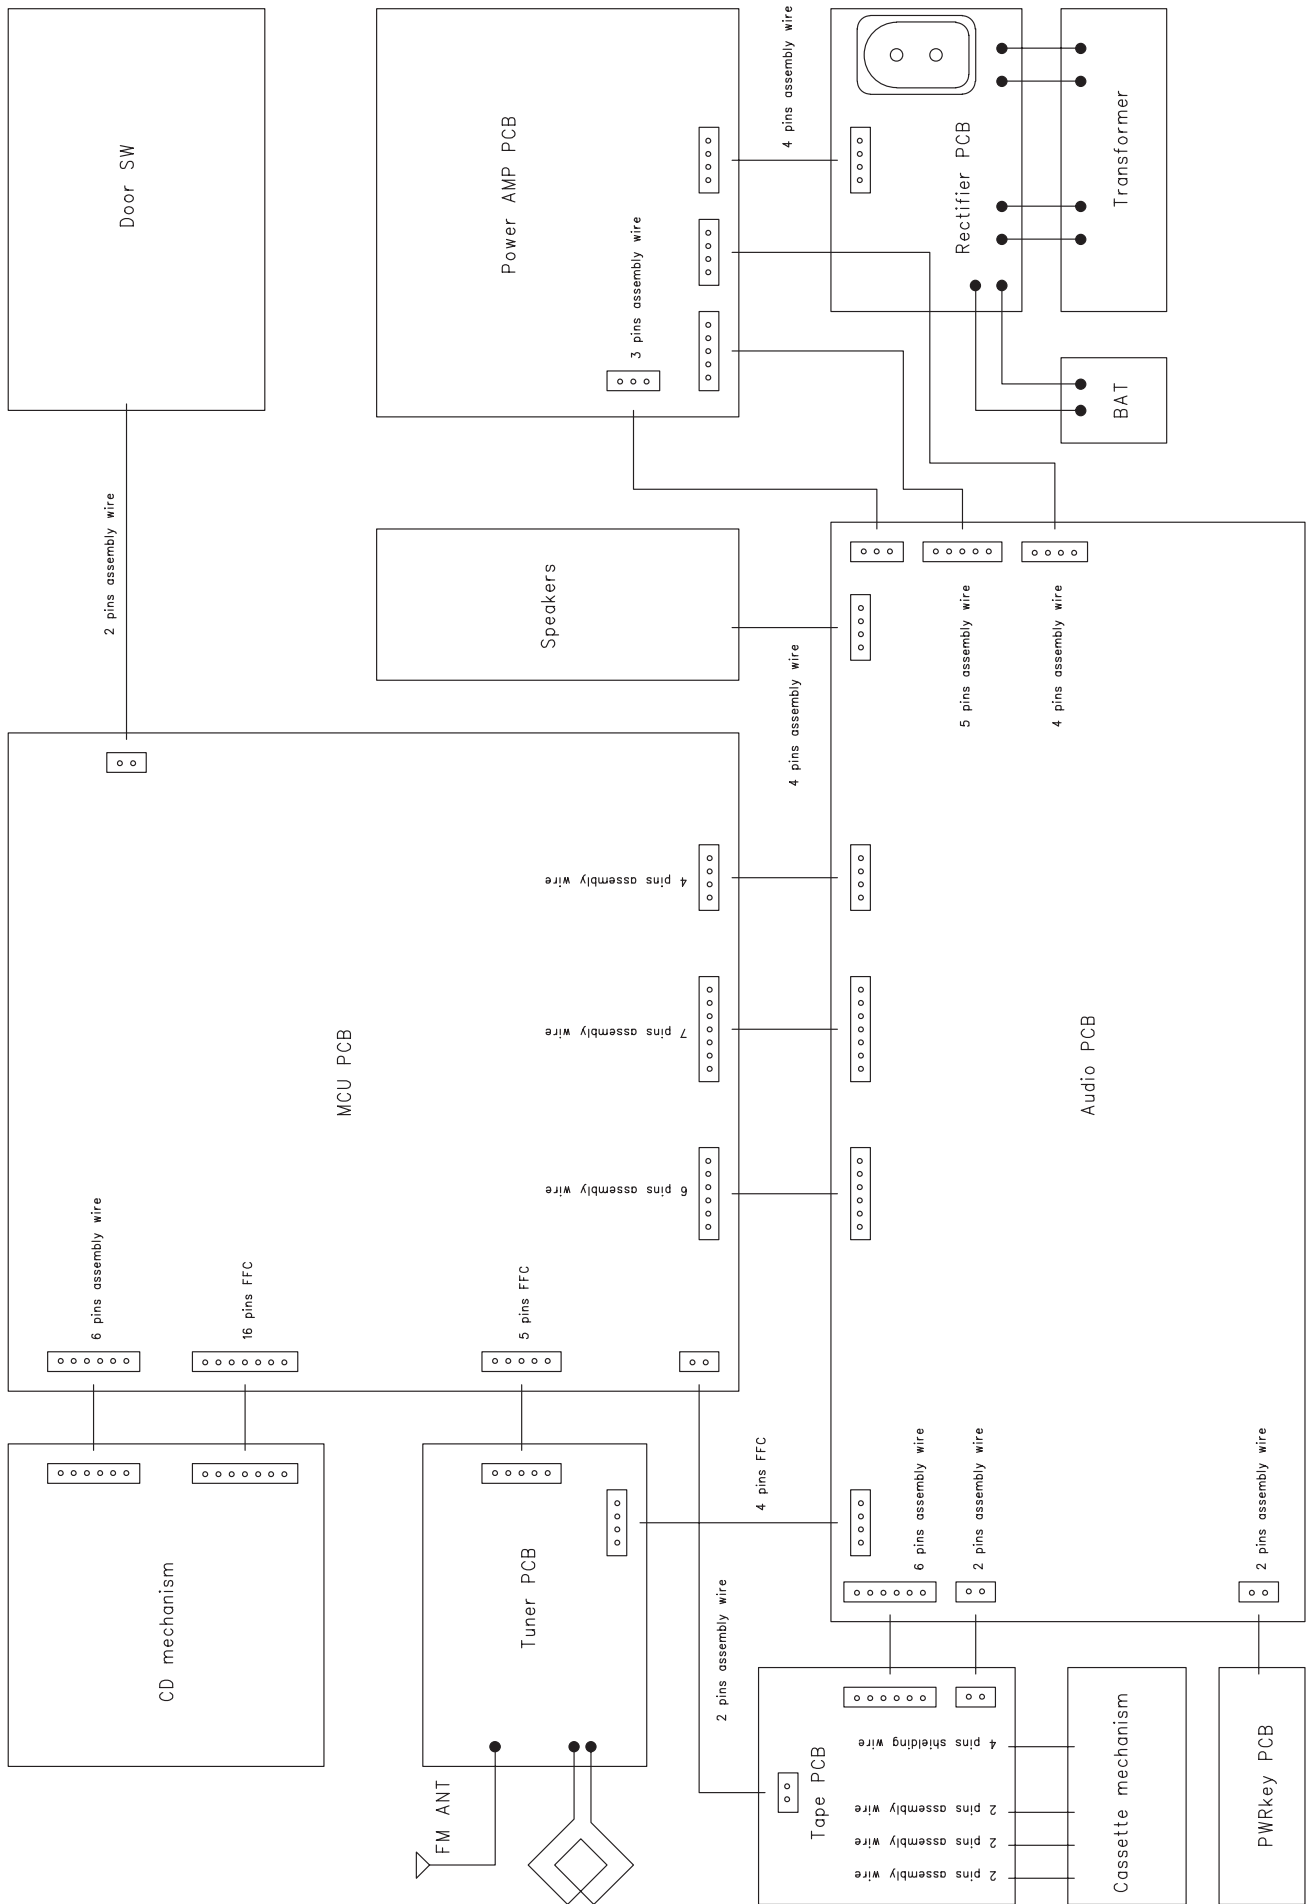 Door SW
2 pins assembly wire
Power AMP PCB
3 pins assembly wire
4 pins assembly wire
Rectifier PCB
Transformer
BAT
Speakers
4 pins assembly wire
5 pins assembly wire
4 pins assembly wire
MCU PCB
4 pins assembly wire
7 pins assembly wire
6 pins assembly wire
Audio PCB
6 pins assembly wire
16 pins FFC
5 pins FFC
CD mechanism
Tuner PCB
FM ANT
4 pins FFC
2 pins assembly wire
6 pins assembly wire
2 pins assembly wire
2 pins assembly wire
Tape PCB
4 pins shielding wire
2 pins assembly wire
2 pins assembly wire
2 pins assembly wire
Cassette mechanism
PWRkey PCB